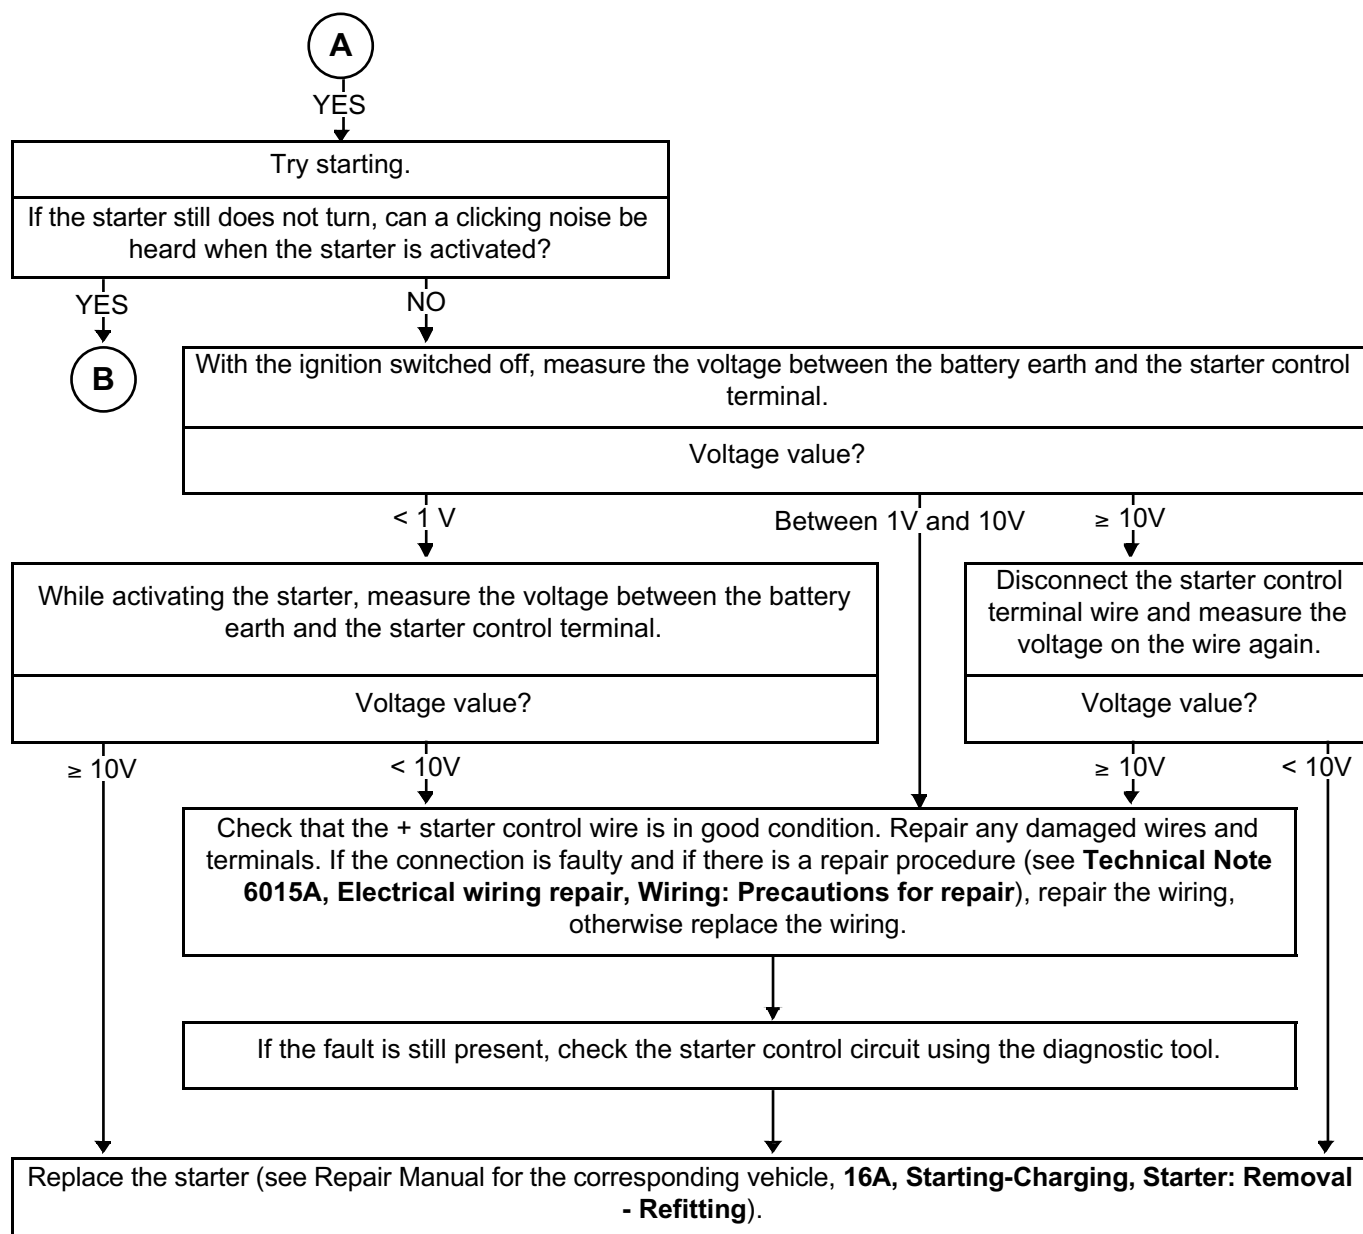 A
YES
Try starting.
If the starter still does not turn, can a clicking noise be
heard when the starter is activated?
YES
NO
B
With the ignition switched off, measure the voltage between the battery earth and the starter control
terminal.
Voltage value?
< 1 V
Between 1V and 10V
≥ 10V
While activating the starter, measure the voltage between the battery
earth and the starter control terminal.
Voltage value?
Disconnect the starter control
terminal wire and measure the
voltage on the wire again.
Voltage value?
≥ 10V
< 10V
≥ 10V
< 10V
Check that the + starter control wire is in good condition. Repair any damaged wires and
terminals. If the connection is faulty and if there is a repair procedure (see Technical Note
6015A, Electrical wiring repair, Wiring: Precautions for repair), repair the wiring,
otherwise replace the wiring.
If the fault is still present, check the starter control circuit using the diagnostic tool.
Replace the starter (see Repair Manual for the corresponding vehicle, 16A, Starting-Charging, Starter: Removal
- Refitting).